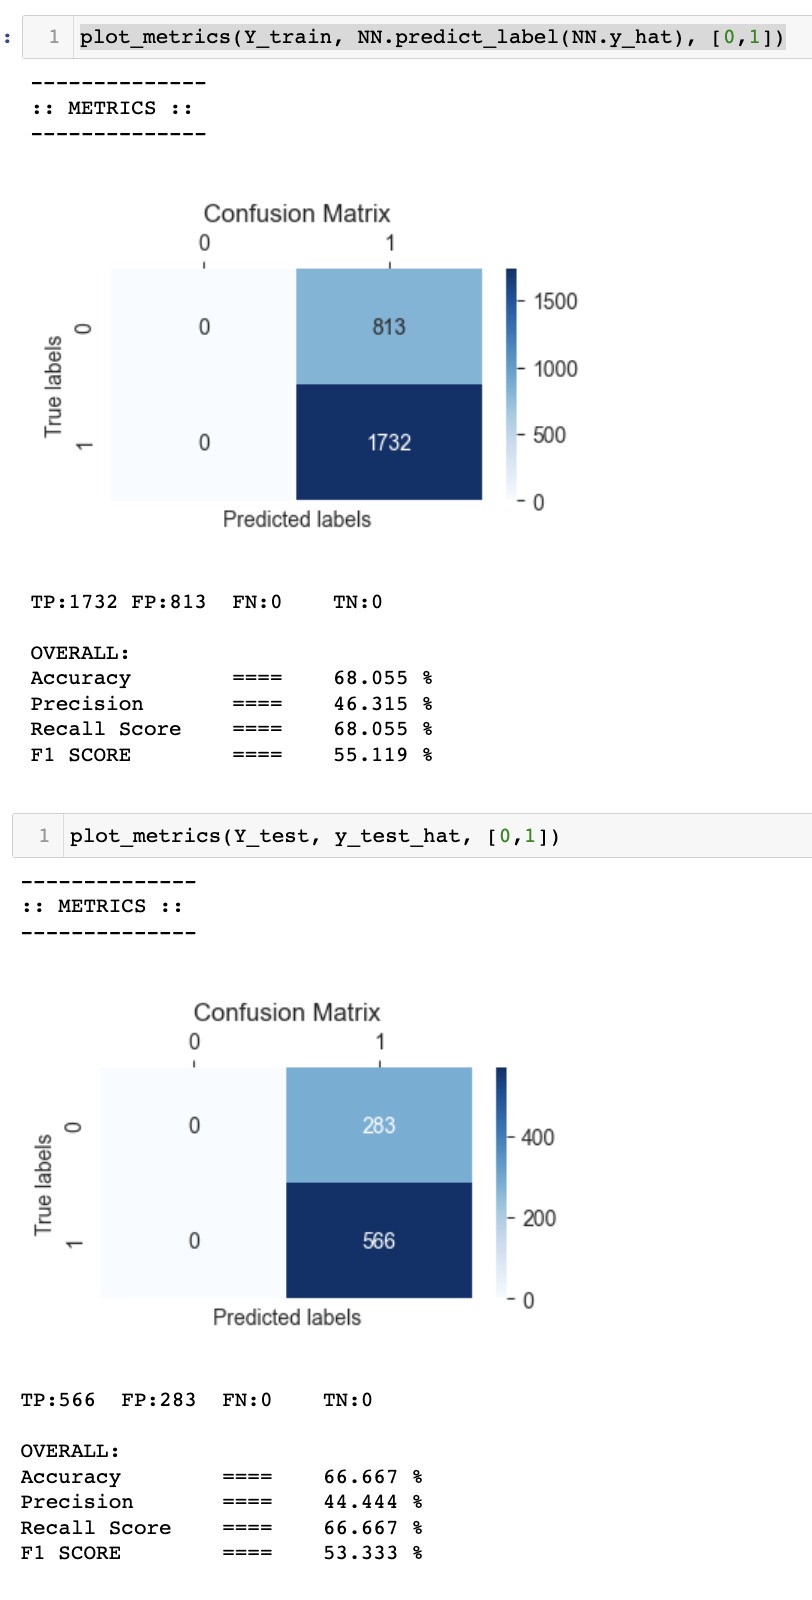 :
1 plot_metrics(Y_train, NN.predict_label(NN.y_hat), [0,1])
--------------
:: METRICS ::
--------------
Confusion Matrix
0 1
True labels
0
0 813
1
0 1732
Predicted labels
1500
1000
500
0
TP:1732 FP:813 FN:0 TN:0
OVERALL:
Accuracy ==== 68.055 %
Precision ==== 46.315 %
Recall Score ==== 68.055 %
F1 SCORE ==== 55.119 %
1 plot_metrics(Y_test, y_test_hat, [0,1])
--------------
:: METRICS ::
--------------
Confusion Matrix
0 1
True labels
0
0 283
1
0 566
Predicted labels
400
200
0
TP:566 FP:283 FN:0 TN:0
OVERALL:
Accuracy ==== 66.667 %
Precision ==== 44.444 %
Recall Score ==== 66.667 %
F1 SCORE ==== 53.333 %